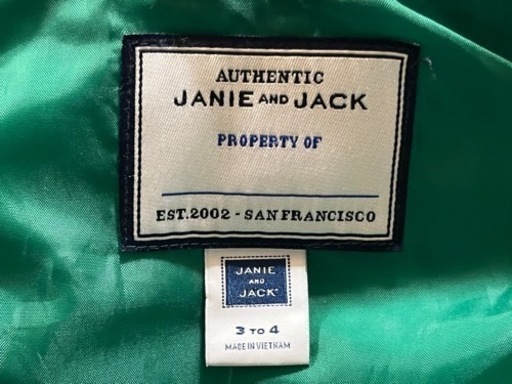 AUTHENTIC
JANIE AND JACK
PROPERTY OF
EST. 2002 - SAN FRANCISCO
JANIE
AND
JACK
3 TO 4
MADE IN VIETNAM